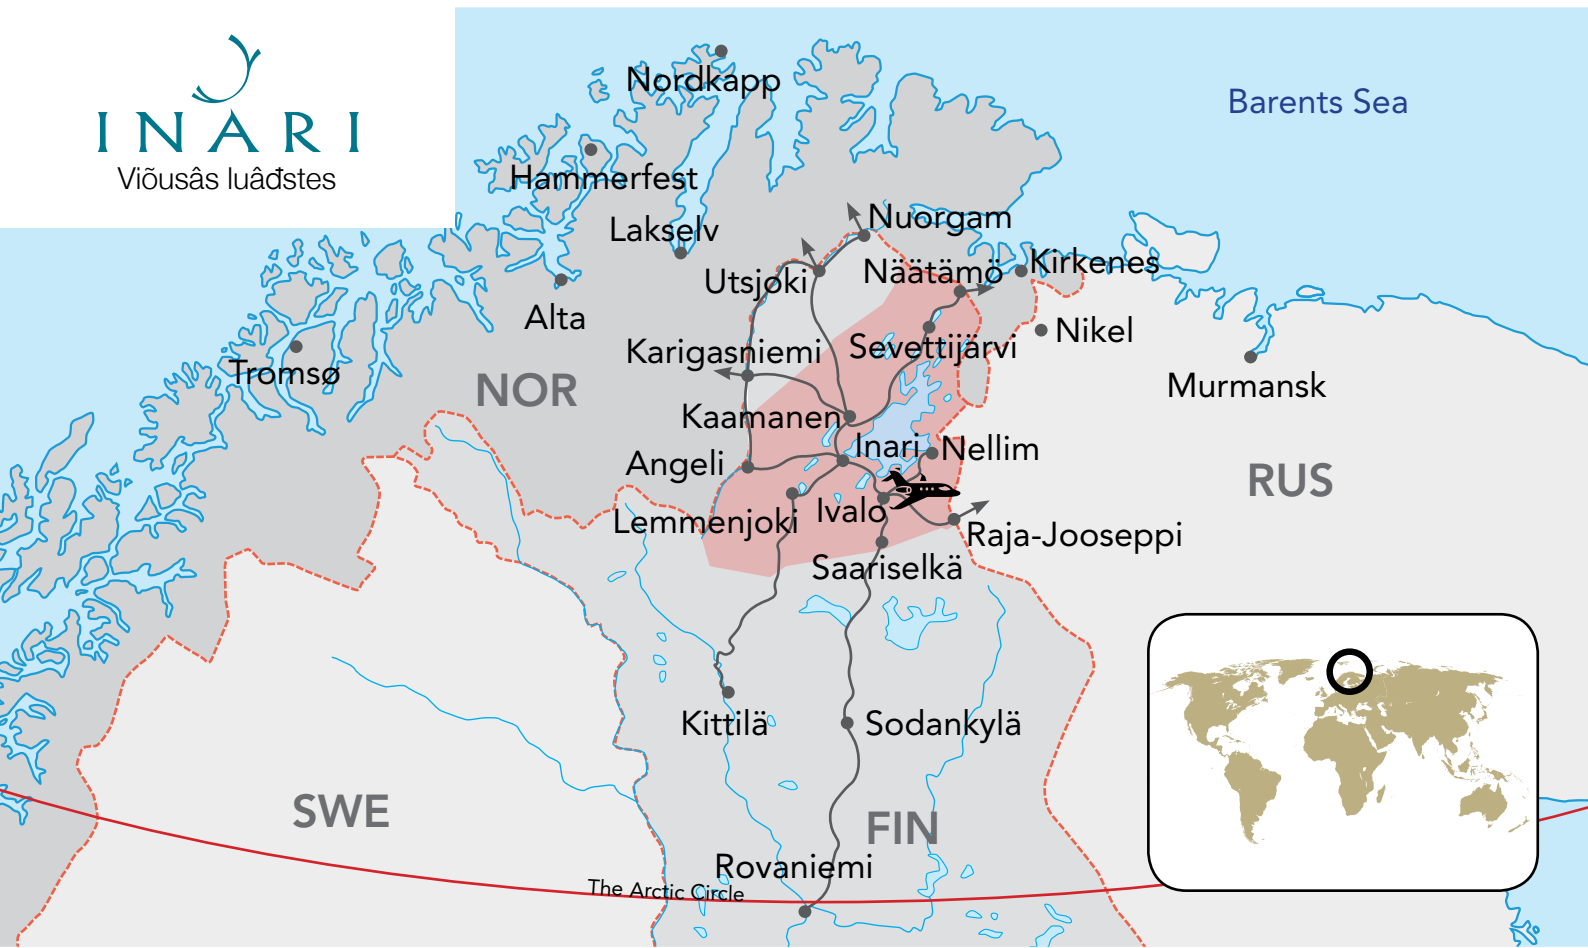 INARI
Viõusâs luâđstes
Barents Sea
Nordkapp
Hammerfest
Lakselv
Nuorgam
Utsjoki
Näätämö
Kirkenes
Alta
Nikel
Karigasniemi
Sevettijärvi
Tromsø
NOR
Murmansk
Kaamanen
Inari
Nellim
Angeli
RUS
Lemmenjoki
Ivalo
Raja-Jooseppi
Saariselkä
Kittilä
Sodankylä
SWE
FIN
Rovaniemi
The Arctic Circle